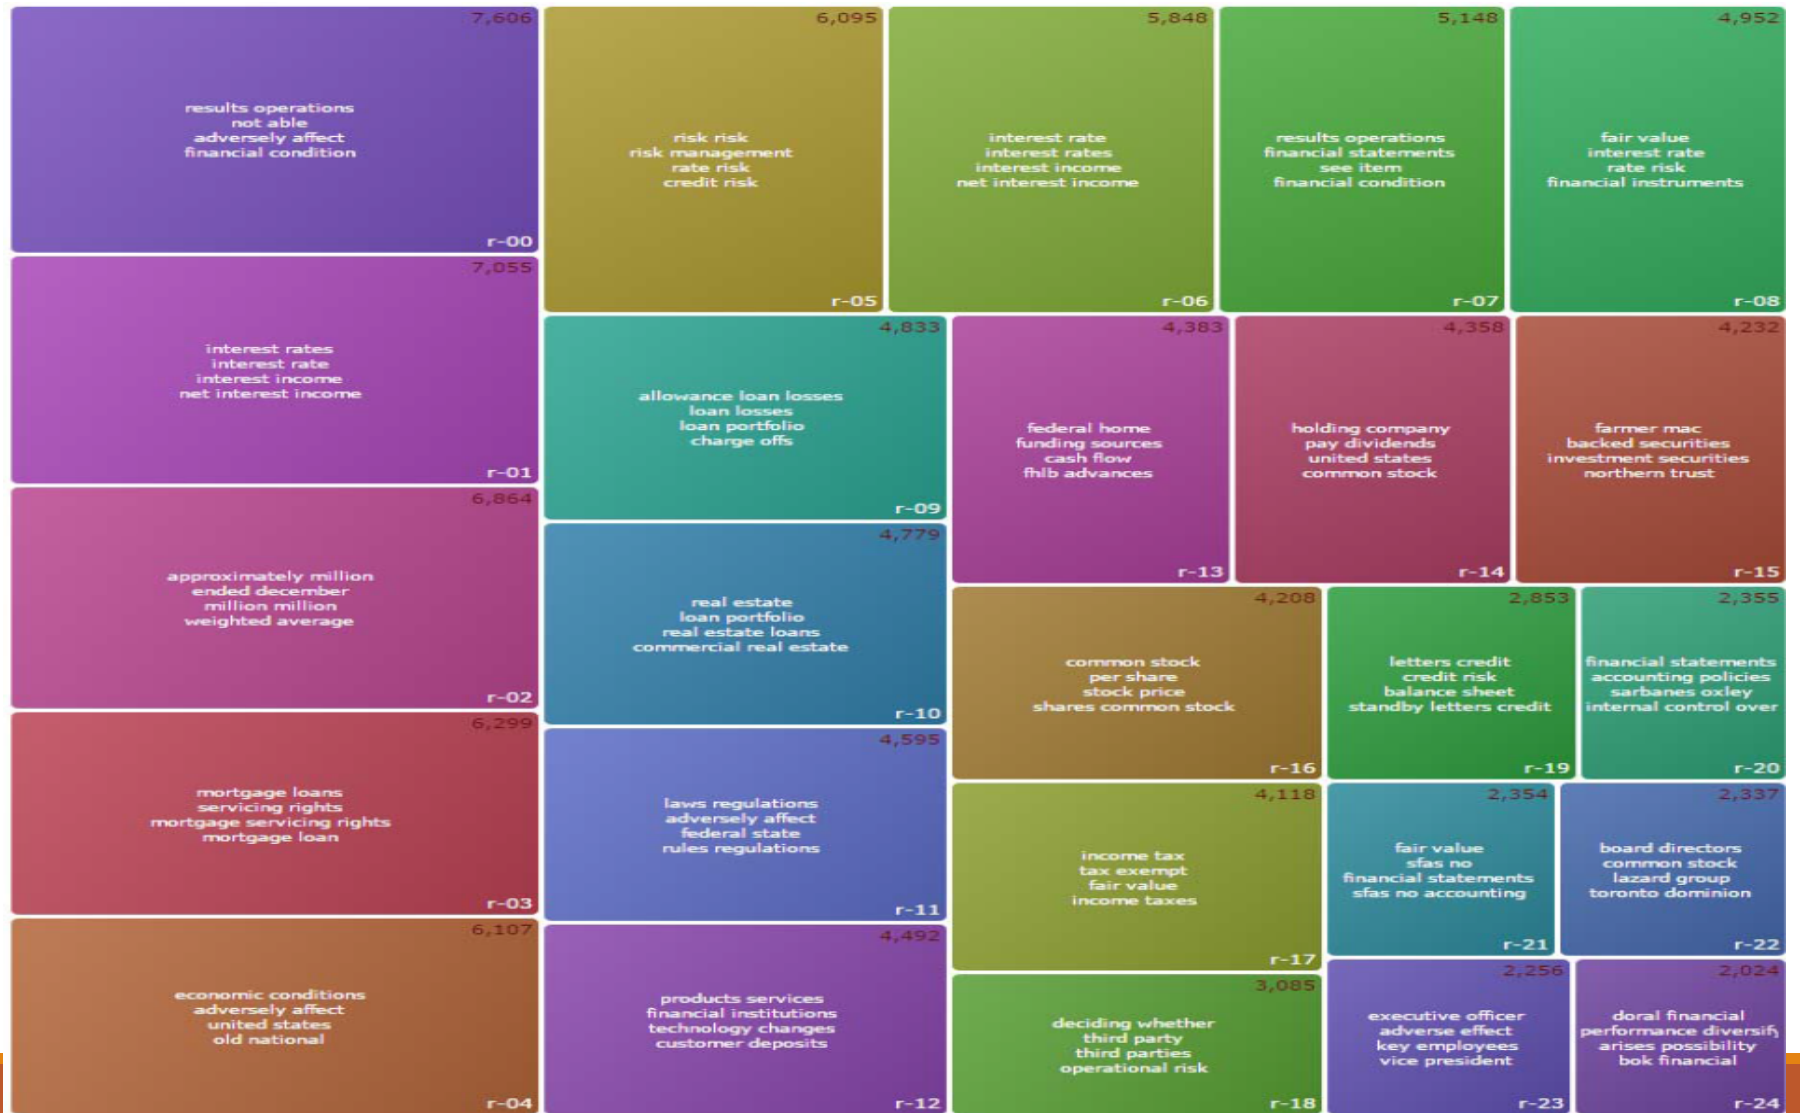 7,606
results operations
not able
adversely affect
financial condition
r-00
7,055
interest rates
interest rate
interest income
net interest income
r-01
6,864
approximately million
ended december
million million
weighted average
r-02
6,299
mortgage loans
servicing rights
mortgage servicing rights
mortgage loan
r-03
6,107
economic conditions
adversely affect
united states
old national
r-04
6,095
risk risk
risk management
rate risk
credit risk
r-05
5,848
interest rate
interest rates
interest income
net interest income
r-06
5,148
results operations
financial statements
see item
financial condition
r-07
4,952
fair value
interest rate
rate risk
financial instruments
r-08
4,833
allowance loan losses
loan losses
loan portfolio
charge offs
r-09
4,779
real estate
loan portfolio
real estate loans
commercial real estate
r-10
4,595
laws regulations
adversely affect
federal state
rules regulations
r-11
4,492
products services
financial institutions
technology changes
customer deposits
r-12
4,383
federal home
funding sources
cash flow
fhlb advances
r-13
4,358
holding company
pay dividends
united states
common stock
r-14
4,232
farmer mac
backed securities
investment securities
northern trust
r-15
4,208
common stock
per share
stock price
shares common stock
r-16
4,118
income tax
tax exempt
fair value
income taxes
r-17
3,085
deciding whether
third party
third parties
operational risk
r-18
2,853
letters credit
credit risk
balance sheet
standby letters credit
r-19
2,355
financial statements
accounting policies
sarbanes oxley
internal control over
r-20
2,354
fair value
sfas no
financial statements
sfas no accounting
r-21
2,337
board directors
common stock
lazard group
toronto dominion
r-22
2,256
executive officer
adverse effect
key employees
vice president
r-23
2,024
doral financial
performance diversify
arises possibility
bok financial
r-24